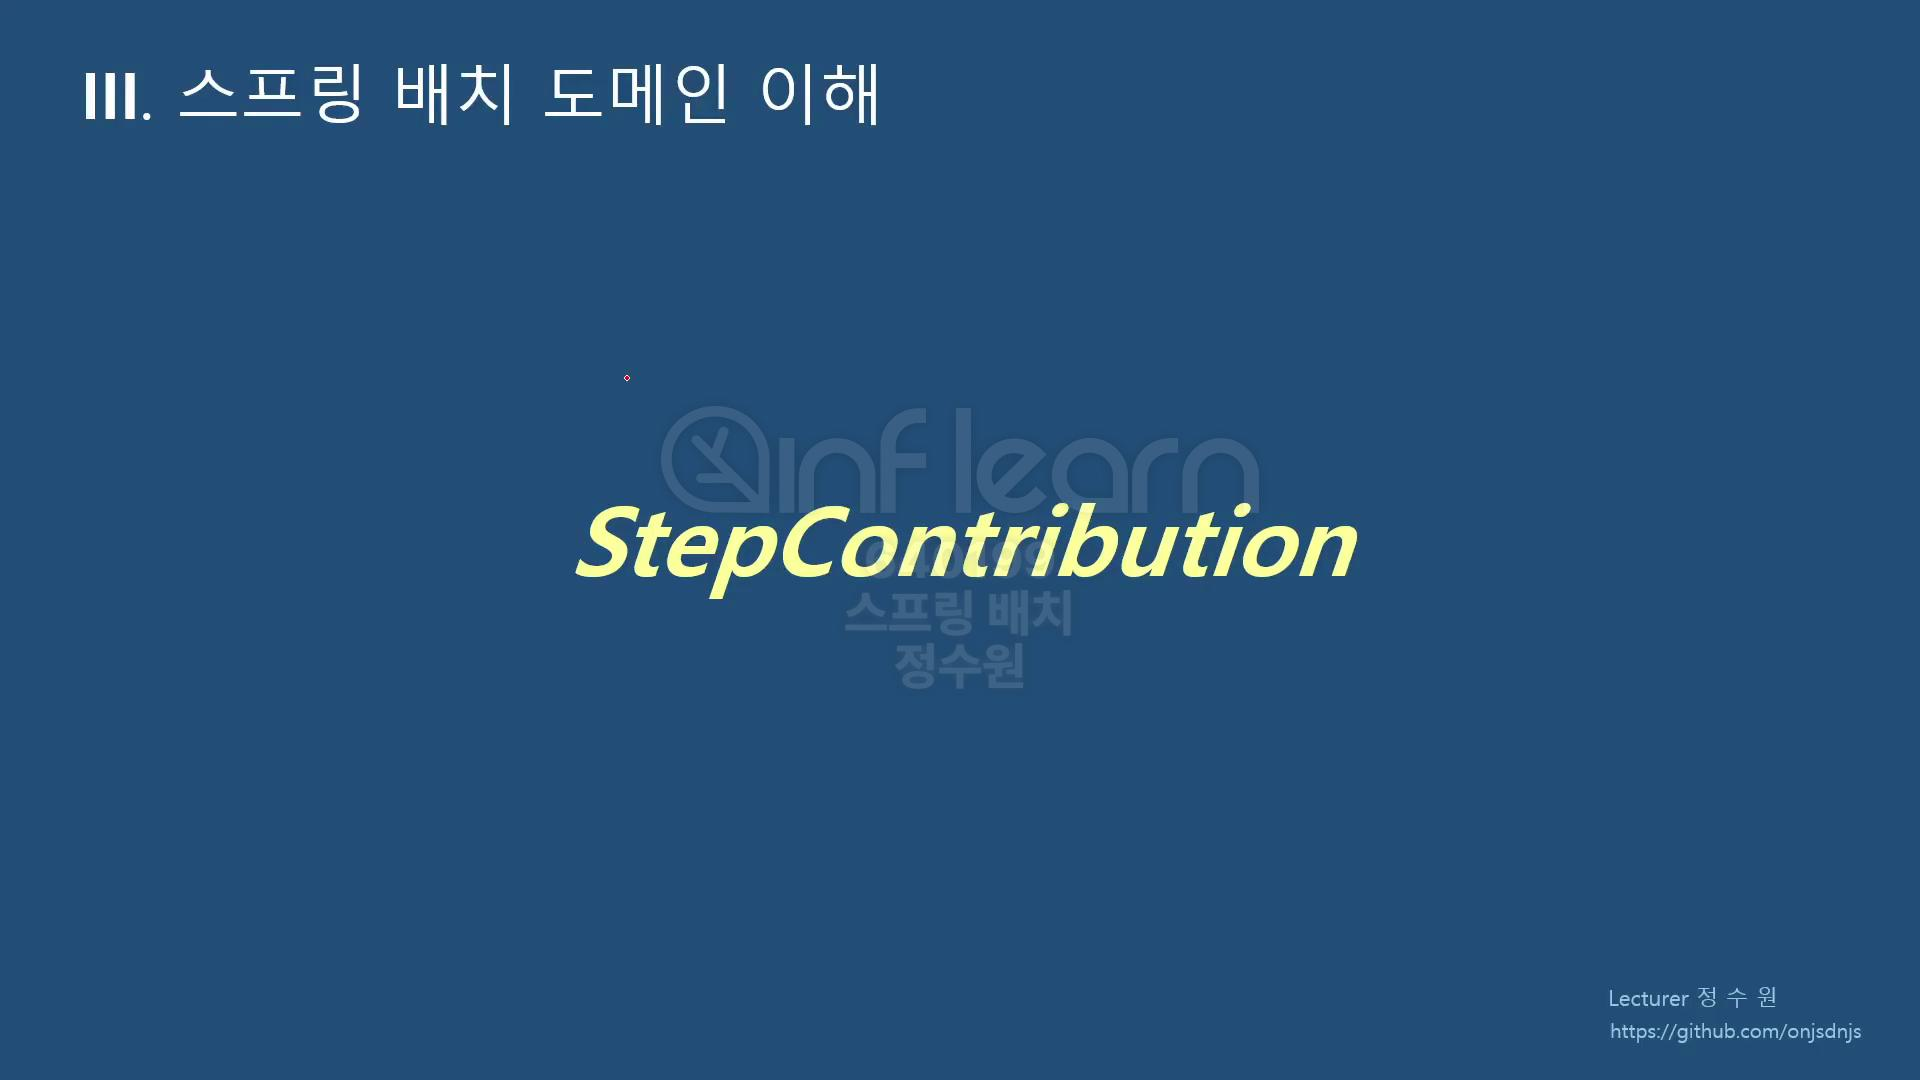 III. 스프링 배치 도메인 이해
inflearn
StepContribution
스프링 배치
정수원
Lecturer 정 수 원
https://github.com/onjsdnjs